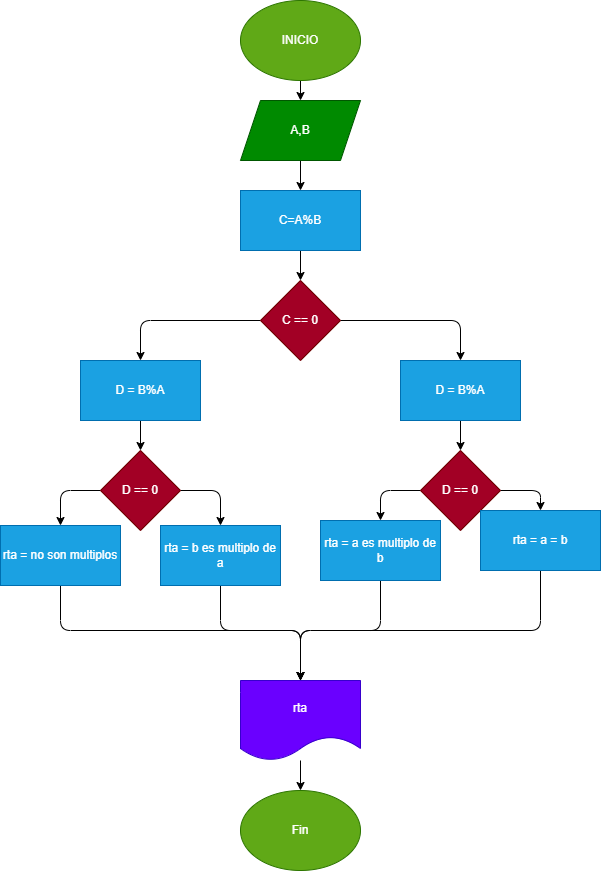 INICIO
A,B
C=A%B
C == 0
D = B%A
D = B%A
D == 0
D == 0
rta = no son multiplos
rta = b es multiplo de
a
rta = a es multiplo de
b
rta = a = b
rta
Fin